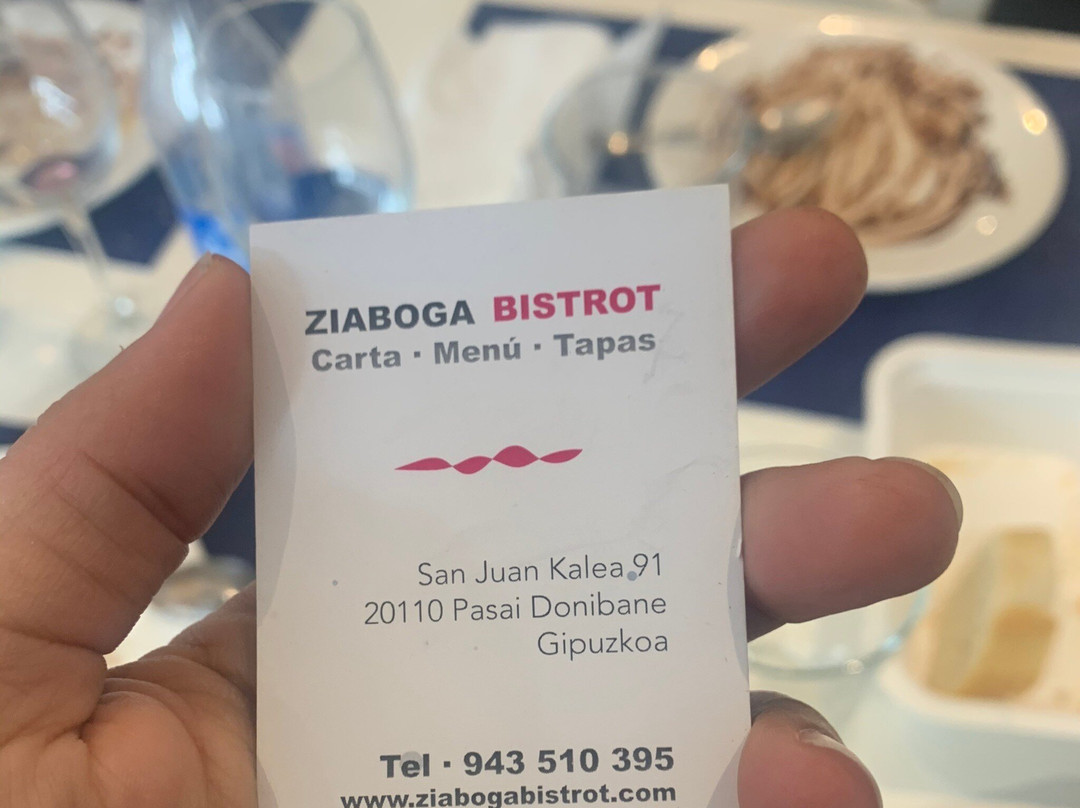 ZIABOGA BISTROT
Carta · Menú · Tapas
San Juan Kalea 91
20110 Pasai Donibane
Gipuzkoa
Tel · 943 510 395
www.ziabogabistrot.com